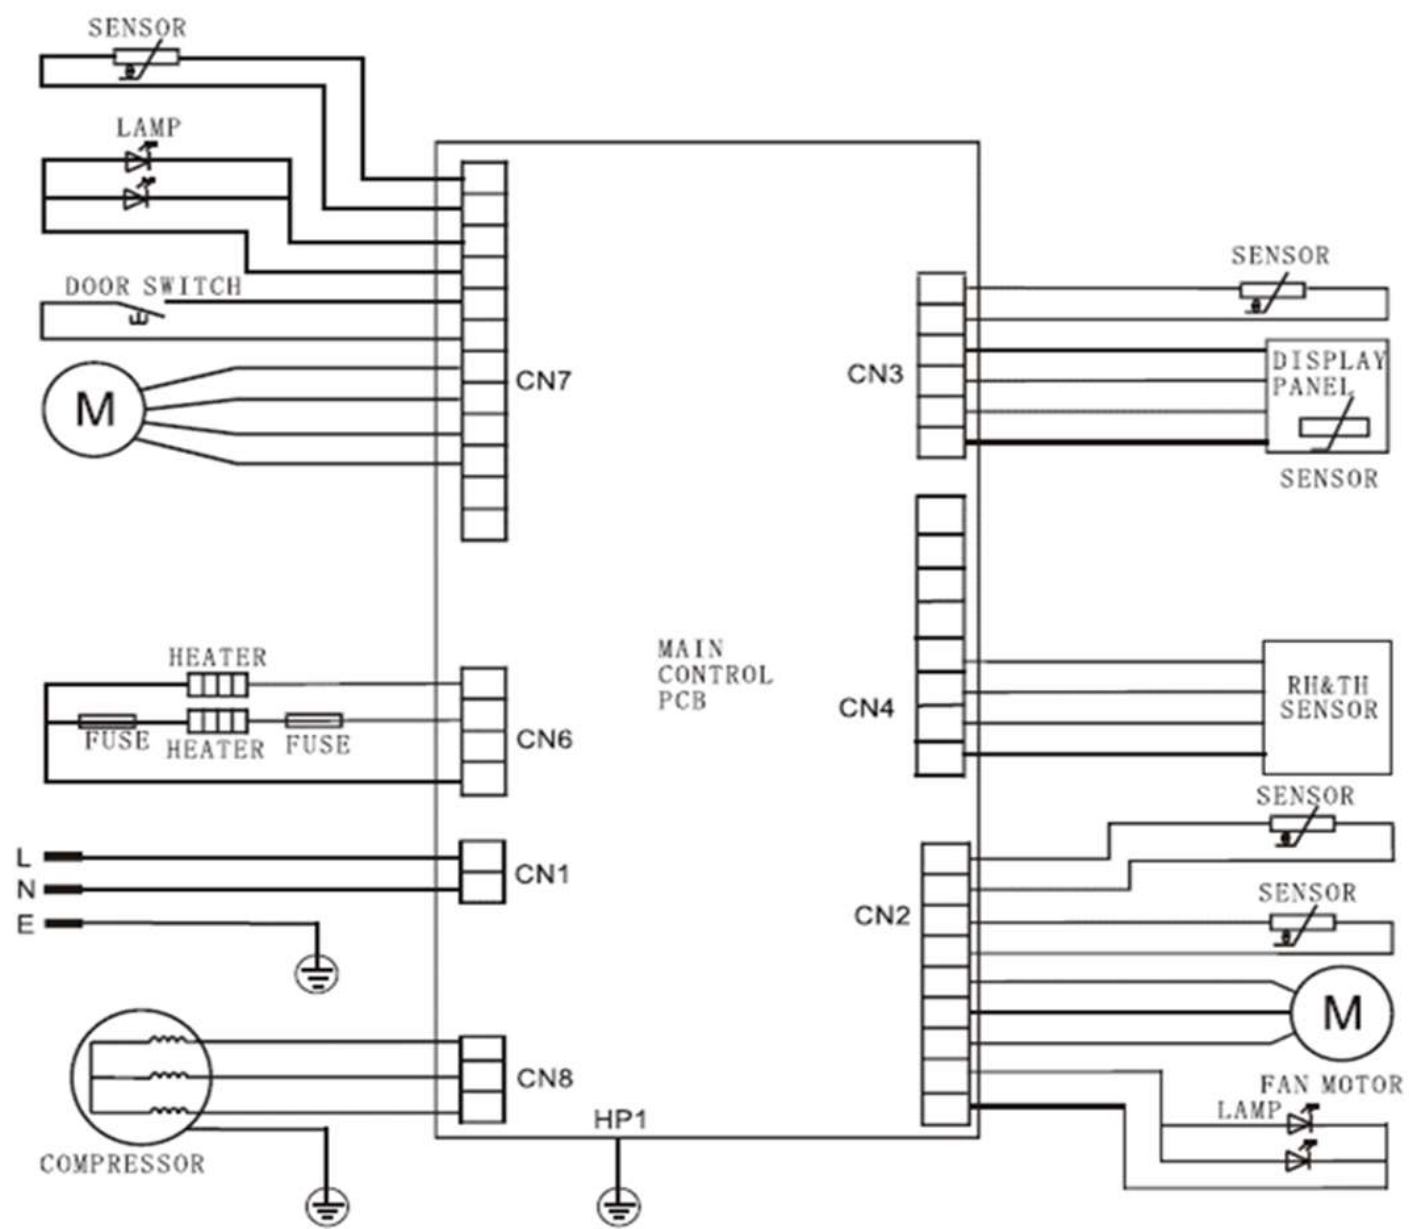 SENSOR
LAMP
DOOR SWITCH
M
CN7
SENSOR
CN3
DISPLAY
PANEL
SENSOR
MAIN
CONTROL
PCB
HEATER
FUSE
HEATER
FUSE
CN6
CN4
RH&TH
SENSOR
L
N
E
CN1
SENSOR
SENSOR
CN2
M
FAN MOTOR
LAMP
COMPRESSOR
CN8
HP1